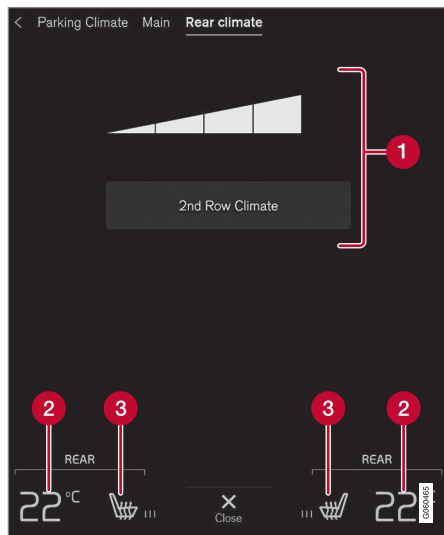 < Parking Climate Main Rear climate
1
2nd Row Climate
2 3 3 2
REAR REAR
22 °C 22
X
Close
G060465